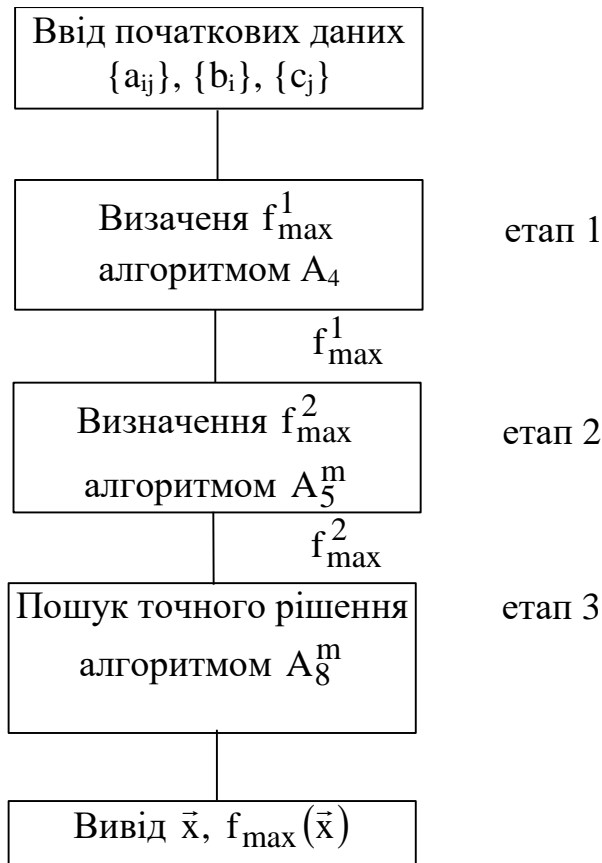 Ввід початкових даних
{aᵢⱼ}, {bᵢ}, {cⱼ}
Визаченя f¹max
алгоритмом A₄
етап 1
f¹max
Визначення f²max
алгоритмом A₅ᵐ
етап 2
f²max
Пошук точного рішення
алгоритмом A₈ᵐ
етап 3
Вивід x⃗, fmax(x⃗)